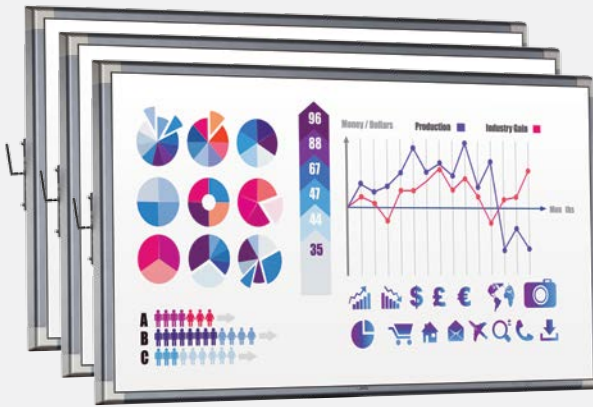 96
88
67
47
44
35
Money / Dollars Production Industry Gain
$ £ €
A
B
C